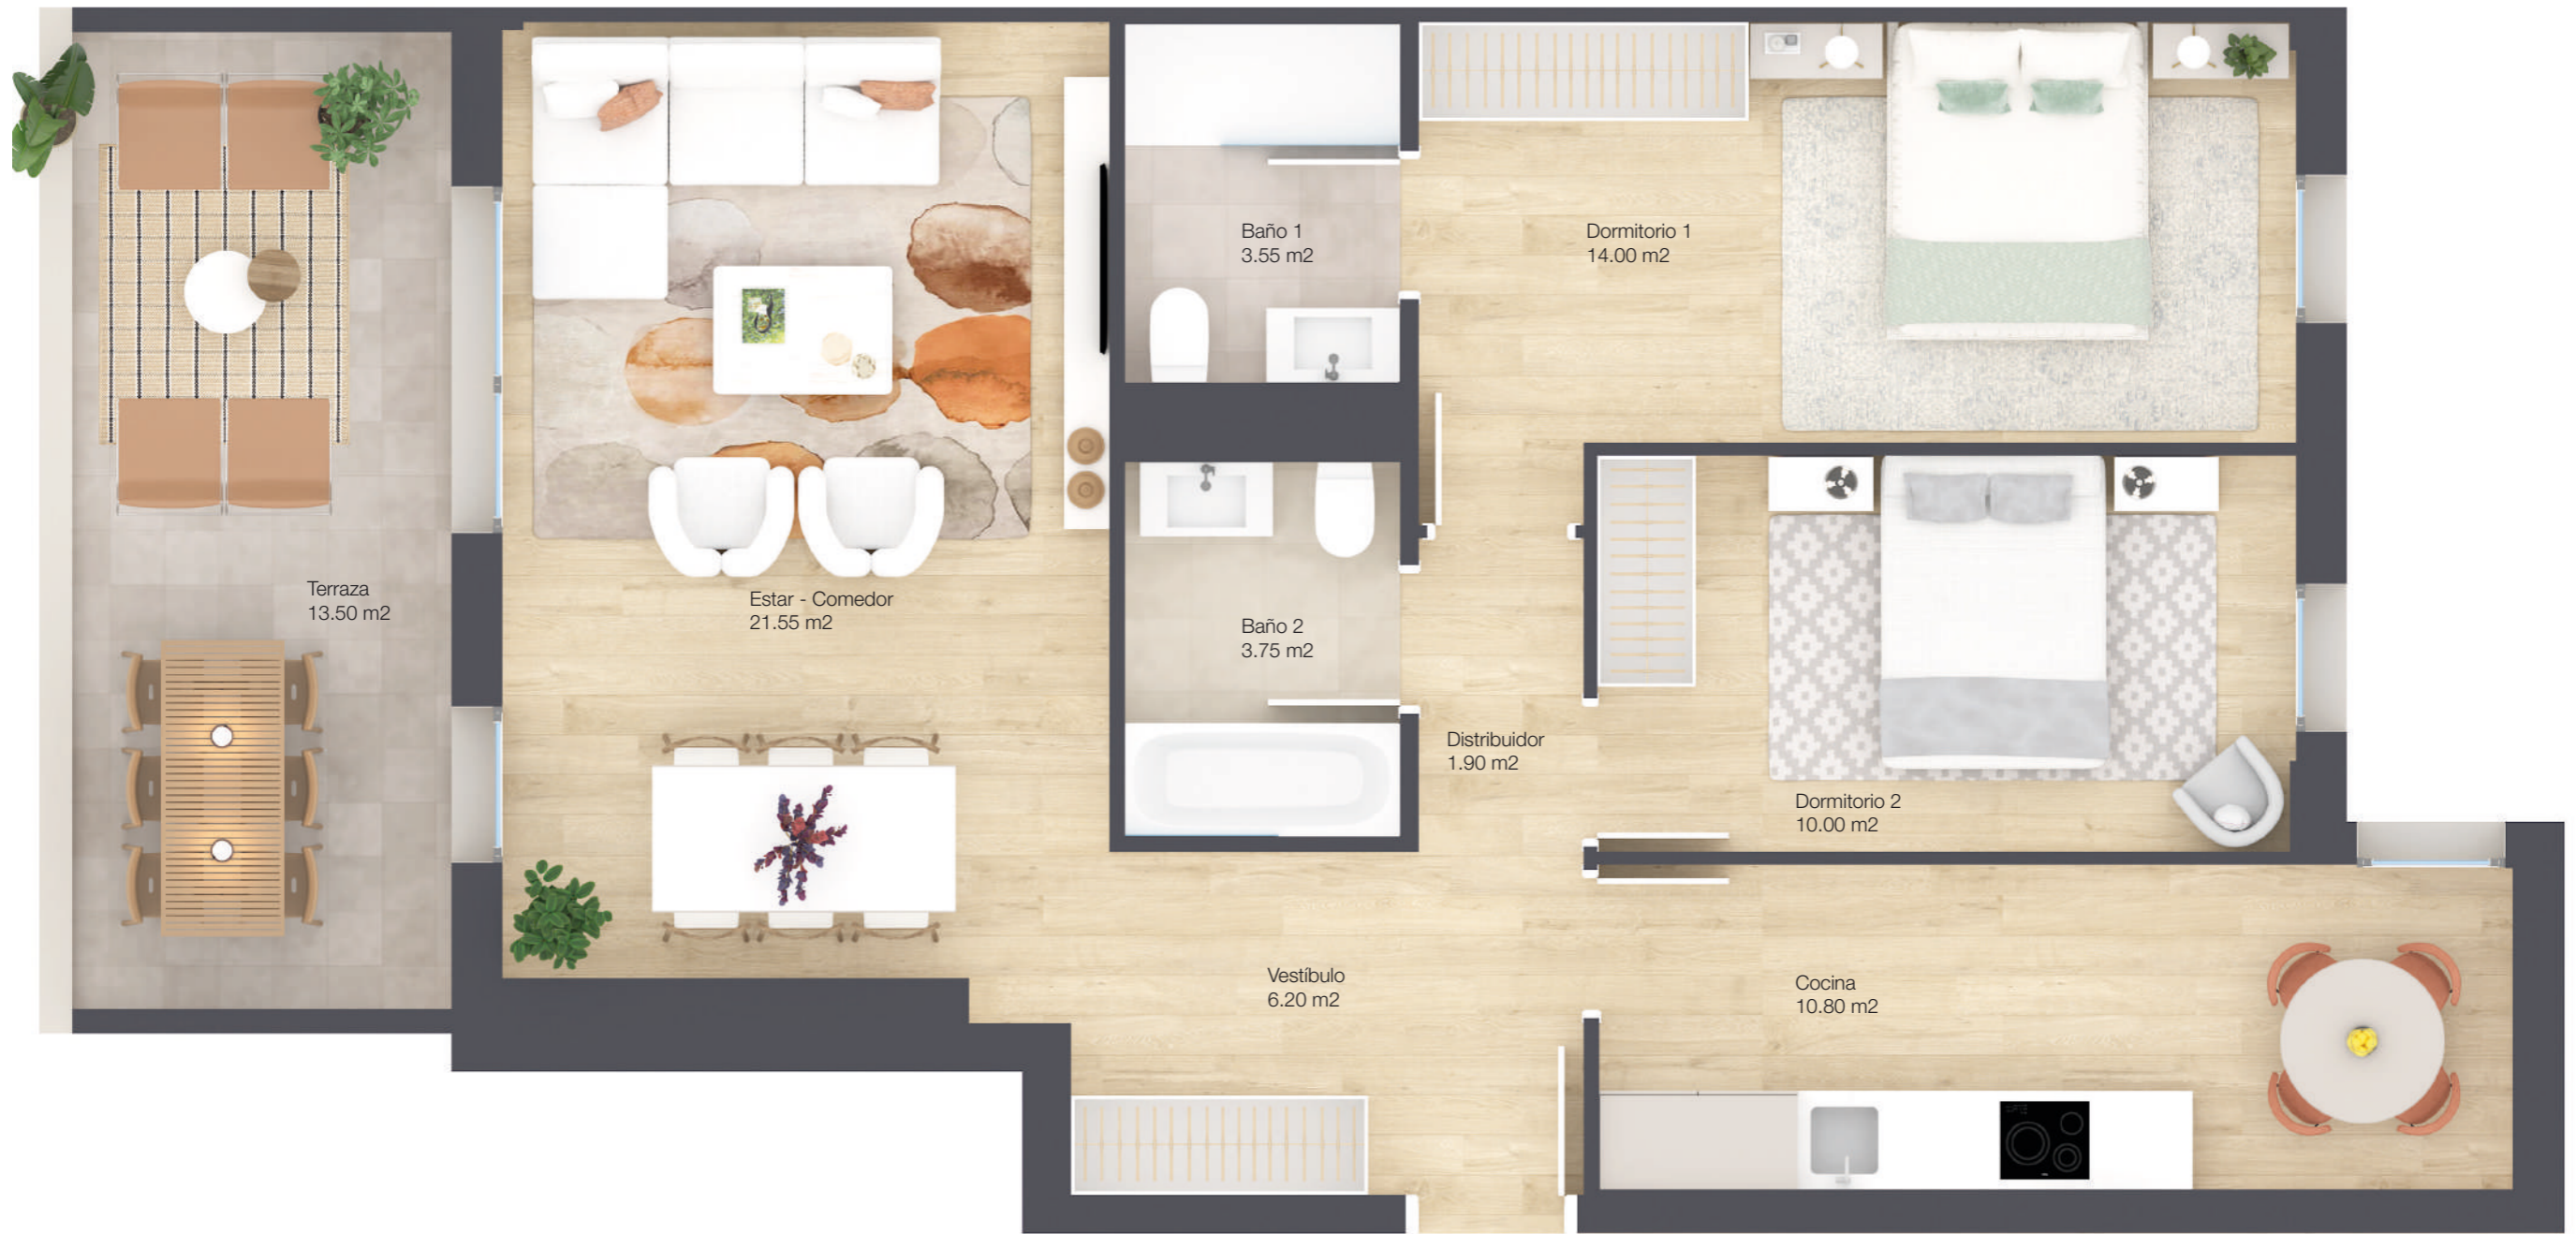 Baño 1
3.55 m2
Dormitorio 1
14.00 m2
Terraza
13.50 m2
Estar - Comedor
21.55 m2
Baño 2
3.75 m2
Distribuidor
1.90 m2
Dormitorio 2
10.00 m2
Vestíbulo
6.20 m2
Cocina
10.80 m2